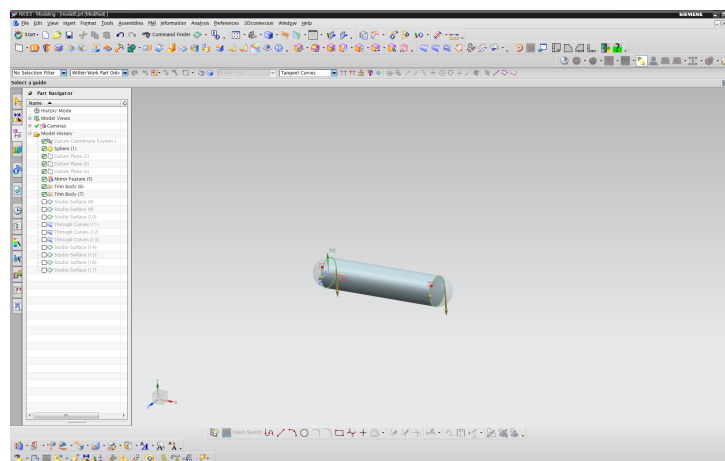 NX 8.5 - Modeling - [model5.prt (Modified) ]
SIEMENS
File Edit View Insert Format Tools Assemblies PMI Information Analysis Preferences 3Dconnexion Window Help
Start Command Finder
No Selection Filter Within Work Part Only Tangent Curves
Select a guide
Part Navigator
Name
History Mode
Model Views
Cameras
Model History
Datum Coordinate System (
Sphere (1)
Datum Plane (2)
Datum Plane (3)
Datum Plane (4)
Mirror Feature (5)
Trim Body (6)
Trim Body (7)
Studio Surface (8)
Studio Surface (9)
Studio Surface (10)
Through Curves (11)
Through Curves (12)
Through Curves (13)
Studio Surface (14)
Studio Surface (15)
Studio Surface (16)
Studio Surface (17)
YC
Finish Sketch